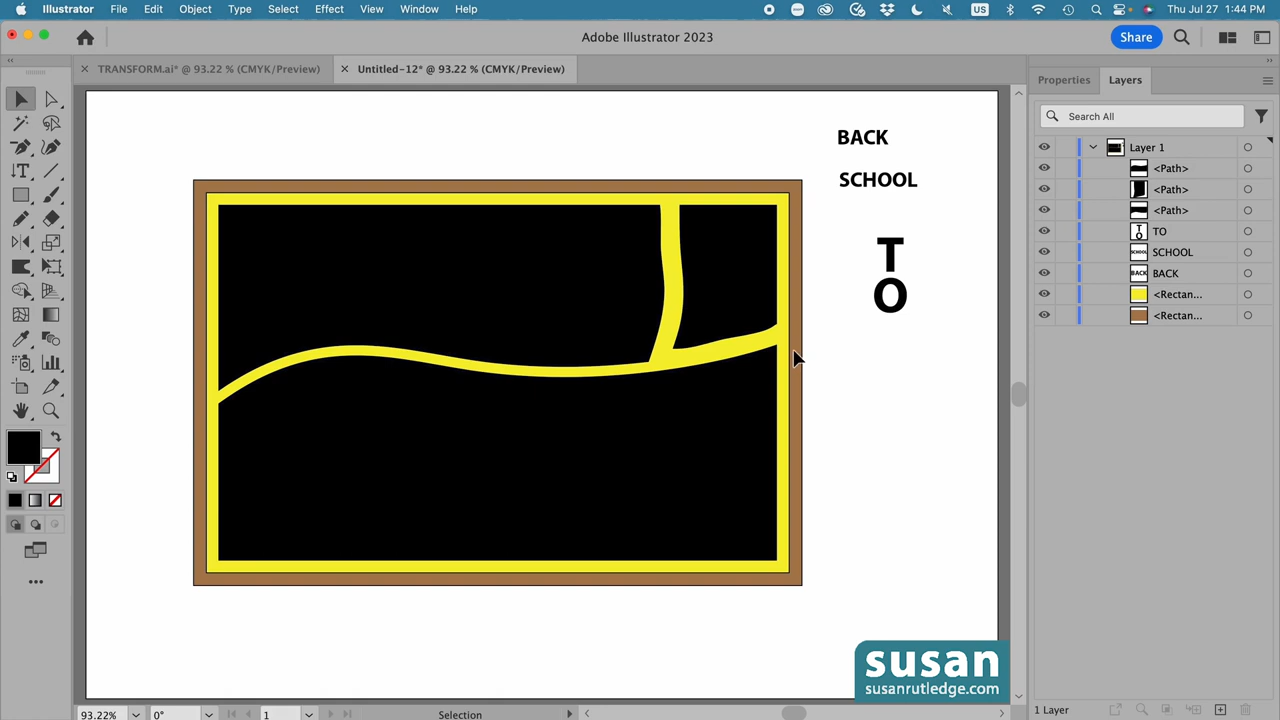 Illustrator File Edit Object Type Select Effect View Window Help US Thu Jul 27 1:44 PM
Adobe Illustrator 2023
Share
TRANSFORM.ai* @ 93.22 % (CMYK/Preview)
Untitled-12* @ 93.22 % (CMYK/Preview)
Properties Layers
Search All
Layer 1
<Path>
<Path>
<Path>
TO
SCHOOL
BACK
<Rectan...
<Rectan...
BACK
SCHOOL
T
O
susan
susanrutledge.com
93.22% 0° 1 Selection
1 Layer